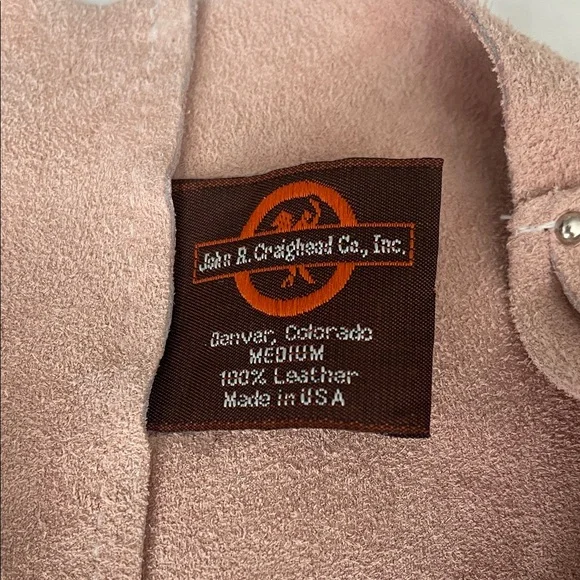 John R. Craighead Co., Inc.
Denver, Colorado
MEDIUM
100% Leather
Made in USA